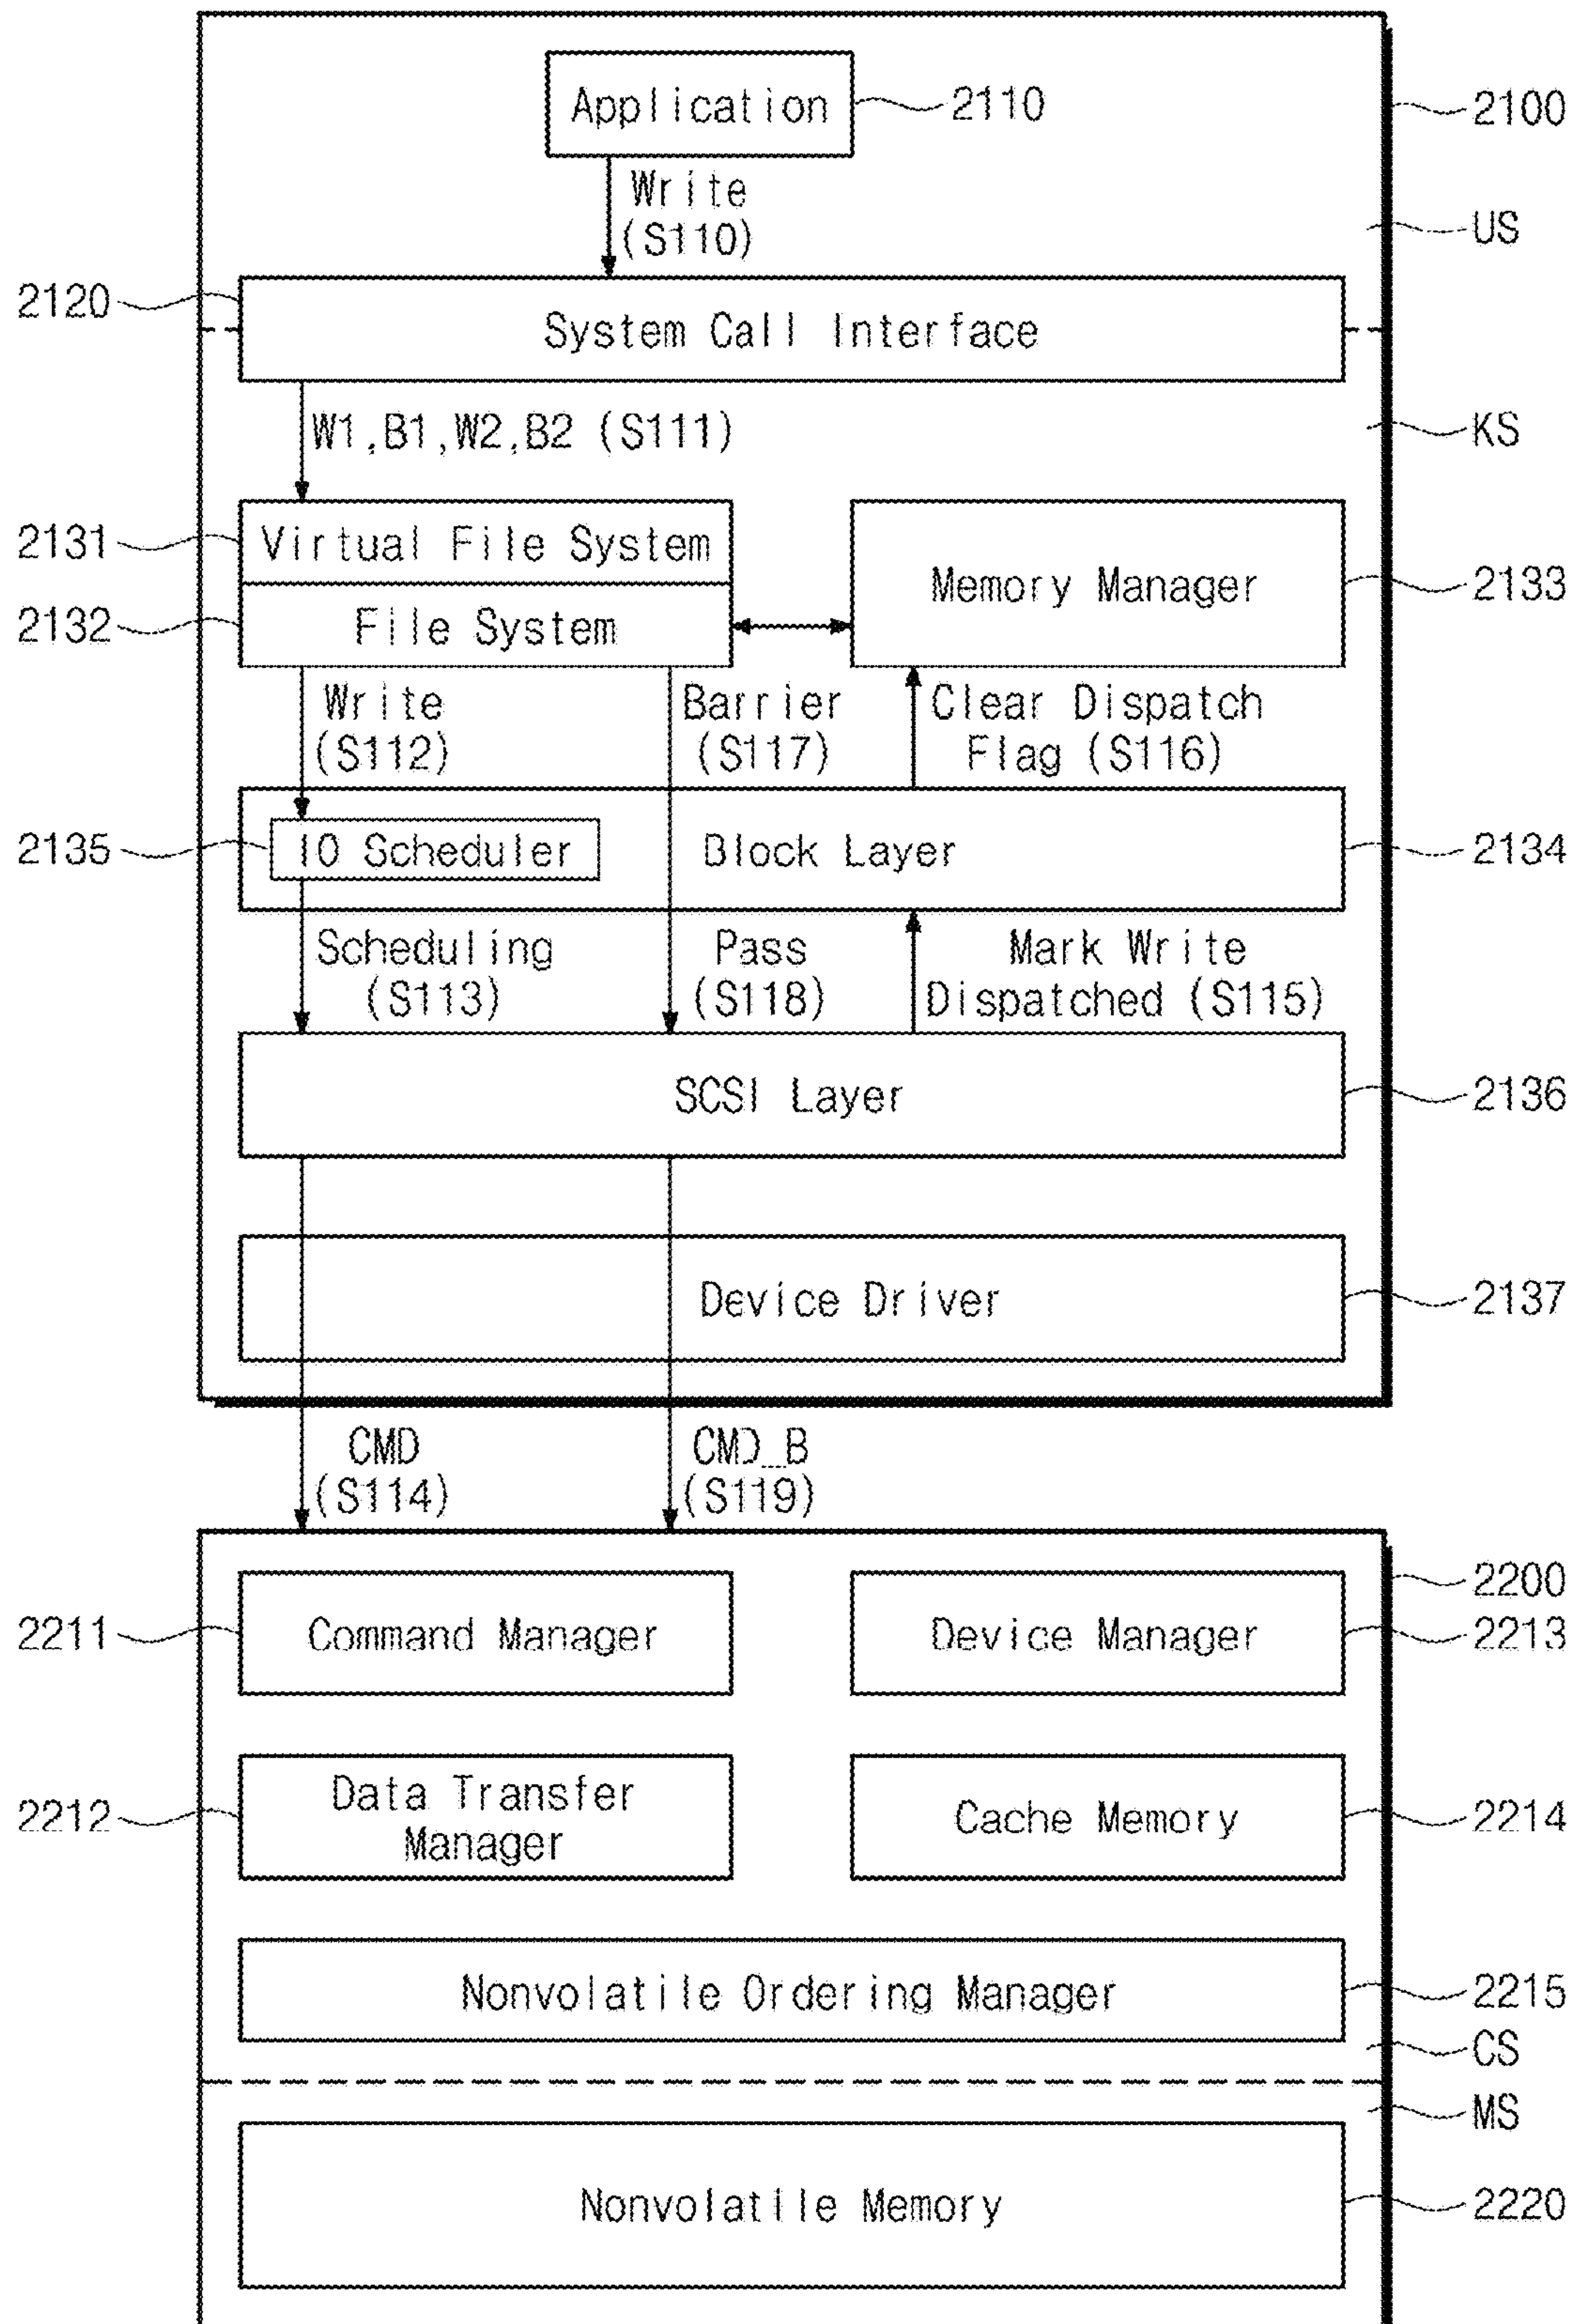 Application
2110
2100
Write
(S110)
US
2120
System Call Interface
W1,B1,W2,B2 (S111)
KS
2131
Virtual File System
Memory Manager
2133
2132
File System
Write
(S112)
Barrier
(S117)
Clear Dispatch
Flag (S116)
2135
IO Scheduler
Block Layer
2134
Scheduling
(S113)
Pass
(S118)
Mark Write
Dispatched (S115)
SCSI Layer
2136
Device Driver
2137
CMD
(S114)
CMD_B
(S119)
2200
2211
Command Manager
Device Manager
2213
2212
Data Transfer
Manager
Cache Memory
2214
Nonvolatile Ordering Manager
2215
CS
MS
Nonvolatile Memory
2220